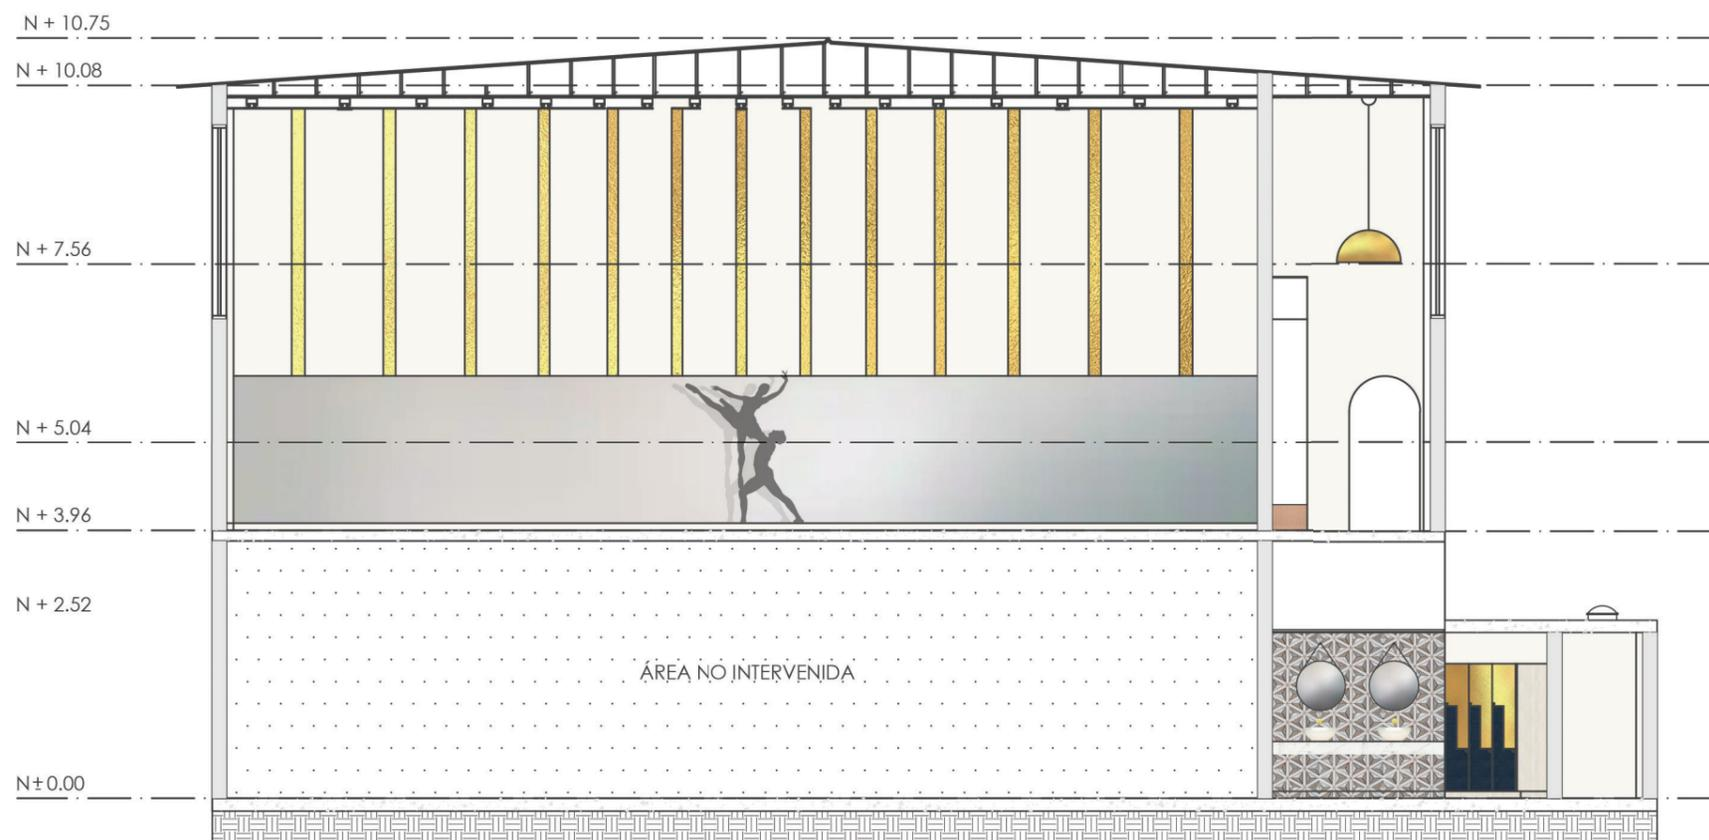 N + 10.75
N + 10.08
N + 7.56
N + 5.04
N + 3.96
N + 2.52
ÁREA NO INTERVENIDA
N±0.00